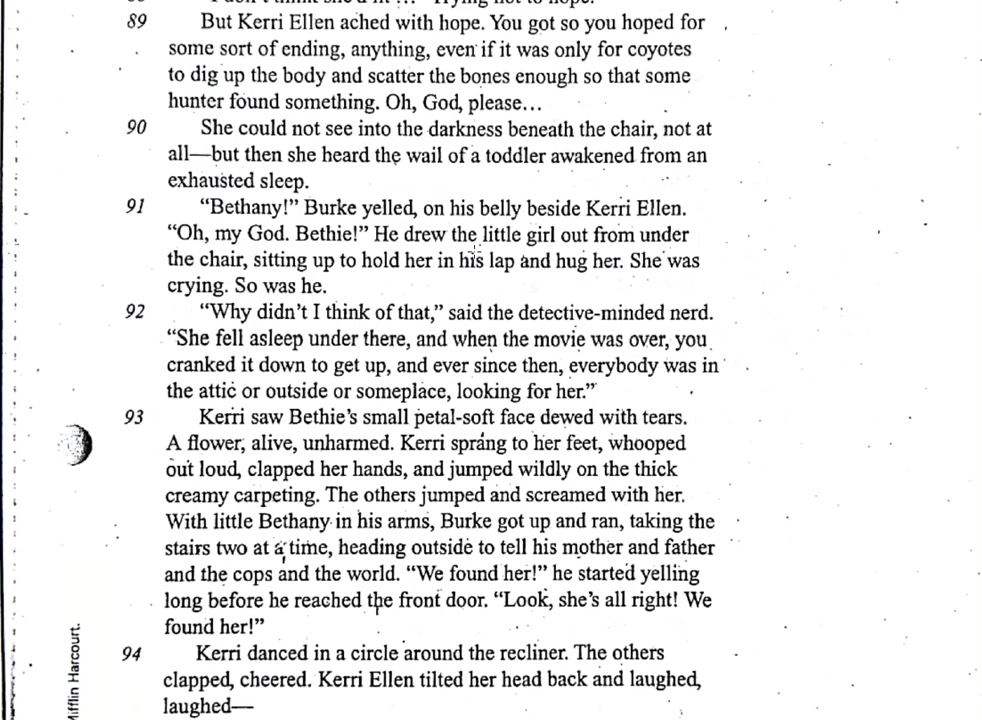 89 But Kerri Ellen ached with hope. You got so you hoped for
some sort of ending, anything, even if it was only for coyotes
to dig up the body and scatter the bones enough so that some
hunter found something. Oh, God, please…
90 She could not see into the darkness beneath the chair, not at
all—but then she heard the wail of a toddler awakened from an
exhausted sleep.
91 “Bethany!” Burke yelled, on his belly beside Kerri Ellen.
“Oh, my God. Bethie!” He drew the little girl out from under
the chair, sitting up to hold her in his lap and hug her. She was
crying. So was he.
92 “Why didn’t I think of that,” said the detective-minded nerd.
“She fell asleep under there, and when the movie was over, you
cranked it down to get up, and ever since then, everybody was in
the attic or outside or someplace, looking for her.”
93 Kerri saw Bethie’s small petal-soft face dewed with tears.
A flower, alive, unharmed. Kerri sprang to her feet, whooped
out loud, clapped her hands, and jumped wildly on the thick
creamy carpeting. The others jumped and screamed with her.
With little Bethany in his arms, Burke got up and ran, taking the
stairs two at a time, heading outside to tell his mother and father
and the cops and the world. “We found her!” he started yelling
long before he reached the front door. “Look, she’s all right! We
found her!”
94 Kerri danced in a circle around the recliner. The others
clapped, cheered. Kerri Ellen tilted her head back and laughed,
laughed—
Mifflin Harcourt.